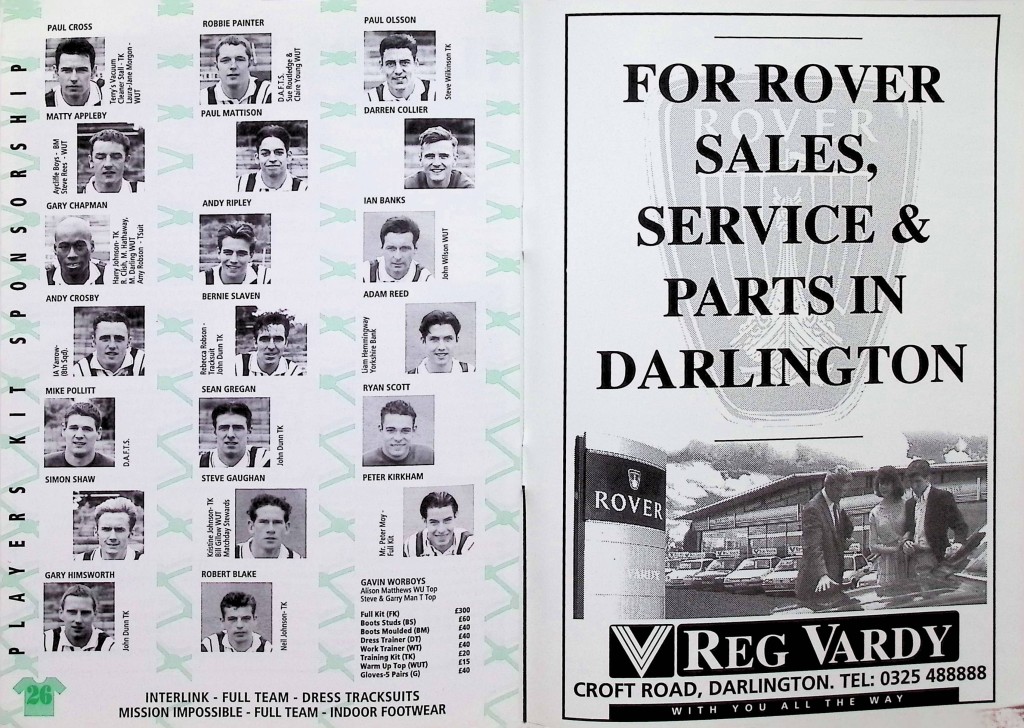 PLAYERS KIT SPONSORSHIP
PAUL CROSS
Terry's Vacuum
Cleaner Stall - TK
Laura-Jane Morgon -
WUT
ROBBIE PAINTER
D.A.F.T.S.
Sue Routledge &
Claire Young WUT
PAUL OLSSON
Steve Wilkinson TK
MATTY APPLEBY
Aycliffe Boys - BM
Steve Rees - WUT
PAUL MATTISON
DARREN COLLIER
GARY CHAPMAN
Harry Johnson- TK
R. Cligh, M. Hathaway,
M. Darling WUT
Amy Robson - TSuit
ANDY RIPLEY
IAN BANKS
John Wilson WUT
ANDY CROSBY
(A Yarrow-
(8th Sqd).
BERNIE SLAVEN
Rebecca Robson -
Tracksuit
John Dunn TK
ADAM REED
Liam Hemmingway
Yorkshire Bank
MIKE POLLITT
D.A.F.T.S.
SEAN GREGAN
John Dunn TK
RYAN SCOTT
SIMON SHAW
STEVE GAUGHAN
Kristine Johnson- TK
Bill Gillow WUT
Matchday Stewards
PETER KIRKHAM
Mr. Peter May -
Full Kit
GARY HIMSWORTH
John Dunn TK
ROBERT BLAKE
Neil Johnson- TK
GAVIN WORBOYS
Alison Matthews WU Top
Steve & Garry Man T Top
Full Kit (FK) £300
Boots Studs (BS) £60
Boots Moulded (BM) £40
Dress Trainer (DT) £40
Work Trainer (WT) £40
Training Kit (TK) £20
Warm Up Top (WUT) £15
Gloves-5 Pairs (G) £40
26
INTERLINK - FULL TEAM - DRESS TRACKSUITS
MISSION IMPOSSIBLE - FULL TEAM - INDOOR FOOTWEAR
ROVER
FOR ROVER
SALES,
SERVICE &
PARTS IN
DARLINGTON
ROVER
VARDY
REG VARDY
CROFT ROAD, DARLINGTON. TEL: 0325 488888
WITH YOU ALL THE WAY